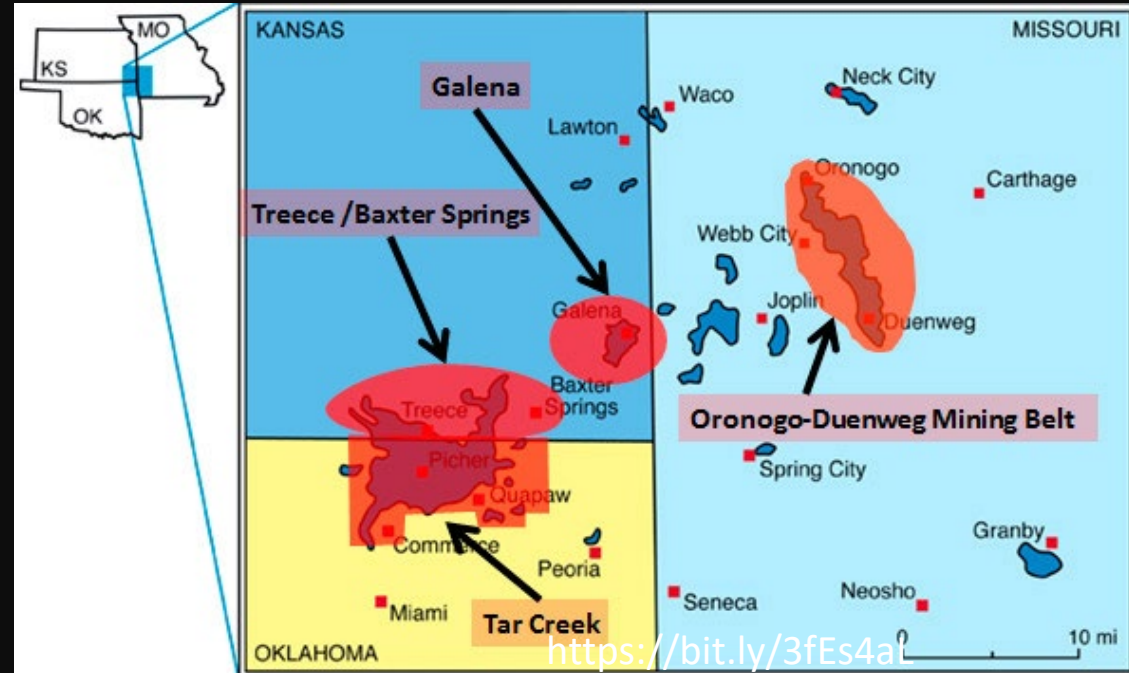 MO
KS
OK
KANSAS
MISSOURI
Galena
Neck City
Waco
Lawton
Oronogo
Carthage
Treece /Baxter Springs
Webb City
Galena
Joplin
Duenweg
Baxter
Springs
Treece
Oronogo-Duenweg Mining Belt
Picher
Spring City
Quapaw
Commerce
Granby
Peoria
Miami
Seneca
Neosho
Tar Creek
0
10 mi
OKLAHOMA
https://bit.ly/3fEs4aL